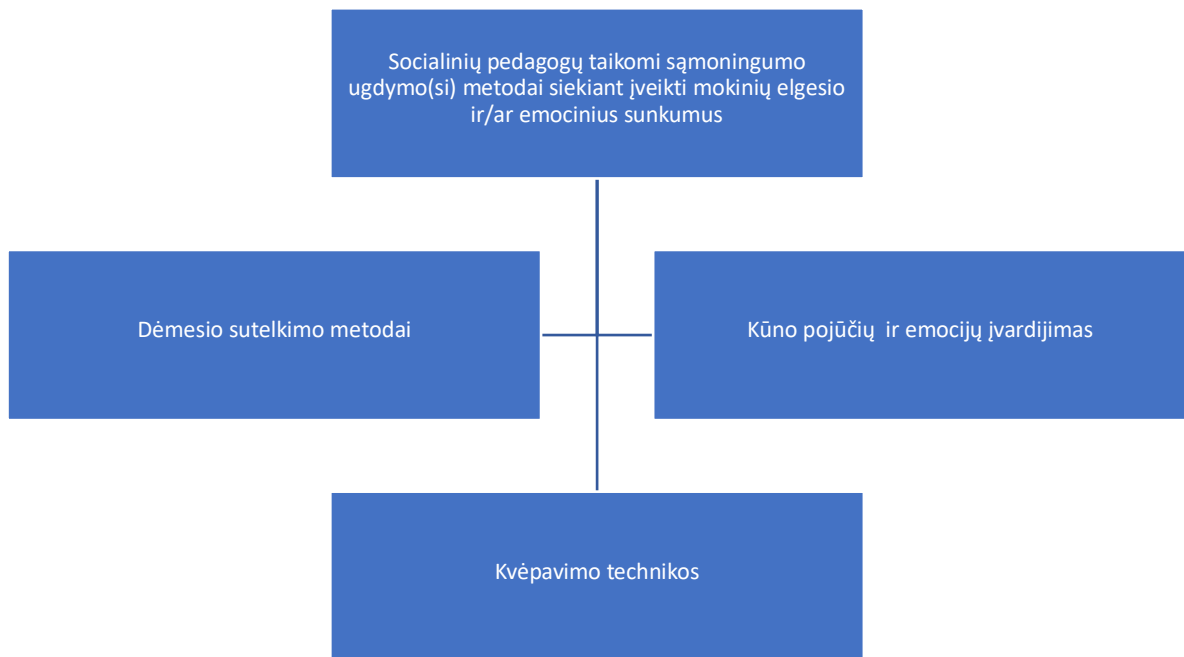 Socialinių pedagogų taikomi sąmoningumo
ugdymo(si) metodai siekiant įveikti mokinių elgesio
ir/ar emocinius sunkumus
Dėmesio sutelkimo metodai
Kūno pojūčių  ir emocijų įvardijimas
Kvėpavimo technikos